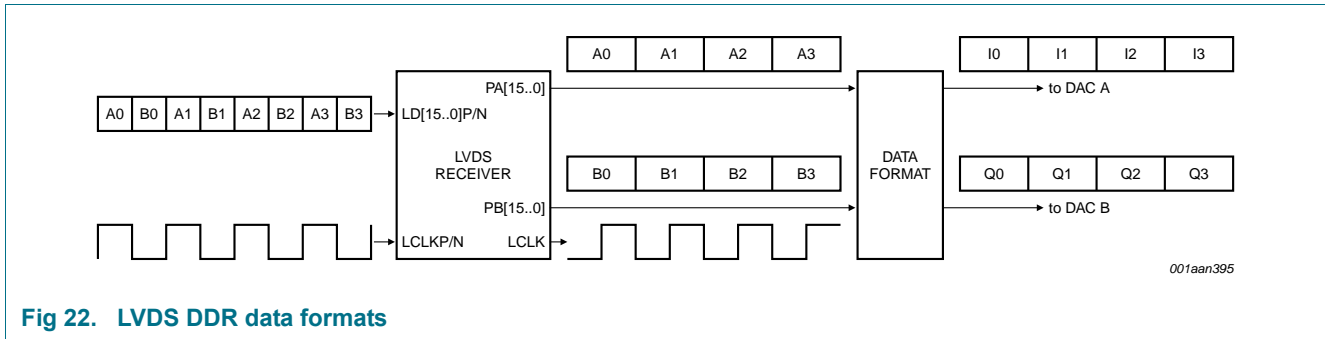 A0 A1 A2 A3
I0 I1 I2 I3
PA[15..0]
to DAC A
A0 B0 A1 B1 A2 B2 A3 B3
LD[15..0]P/N
LVDS
RECEIVER
B0 B1 B2 B3
DATA
FORMAT
Q0 Q1 Q2 Q3
PB[15..0]
to DAC B
LCLKP/N LCLK
001aan395
Fig 22. LVDS DDR data formats